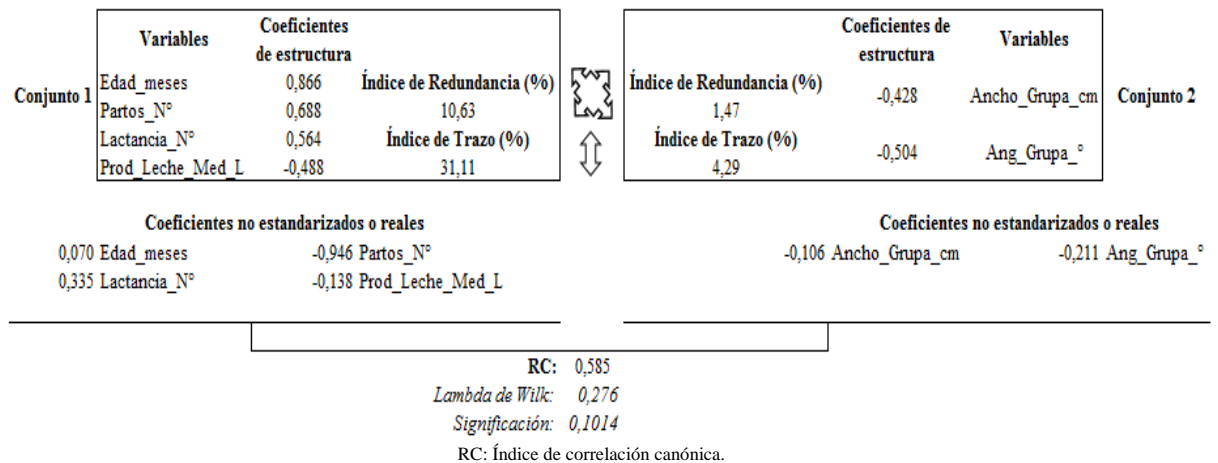 Variables Coeficientes de estructura
Conjunto 1
Edad_meses 0,866 Índice de Redundancia (%)
Partos_N° 0,688 10,63
Lactancia_N° 0,564 Índice de Trazo (%)
Prod_Leche_Med_L -0,488 31,11
Coeficientes de estructura Variables
Índice de Redundancia (%)
1,47
-0,428 Ancho_Grupa_cm
Conjunto 2
Índice de Trazo (%)
4,29
-0,504 Ang_Grupa_°
Coeficientes no estandarizados o reales
0,070 Edad_meses -0,946 Partos_N°
0,335 Lactancia_N° -0,138 Prod_Leche_Med_L
Coeficientes no estandarizados o reales
-0,106 Ancho_Grupa_cm -0,211 Ang_Grupa_°
RC: 0,585
Lambda de Wilk: 0,276
Significación: 0,1014
RC: Índice de correlación canónica.